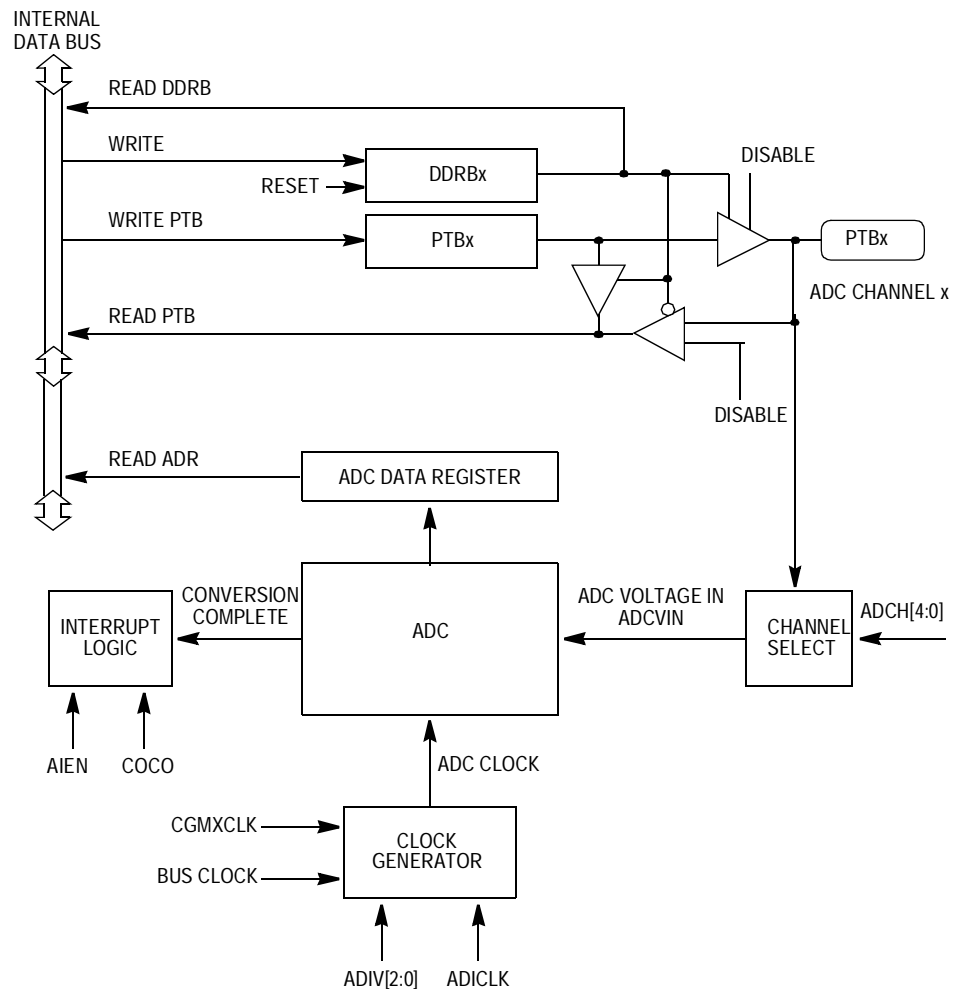 INTERNAL
DATA BUS
READ DDRB
WRITE
DISABLE
RESET
DDRBx
WRITE PTB
PTBx
PTBx
ADC CHANNEL x
READ PTB
DISABLE
READ ADR
ADC DATA REGISTER
CONVERSION
COMPLETE
INTERRUPT
LOGIC
ADC
ADC VOLTAGE IN
ADCVIN
CHANNEL
SELECT
ADCH[4:0]
AIEN
COCO
ADC CLOCK
CGMXCLK
BUS CLOCK
CLOCK
GENERATOR
ADIV[2:0]
ADICLK